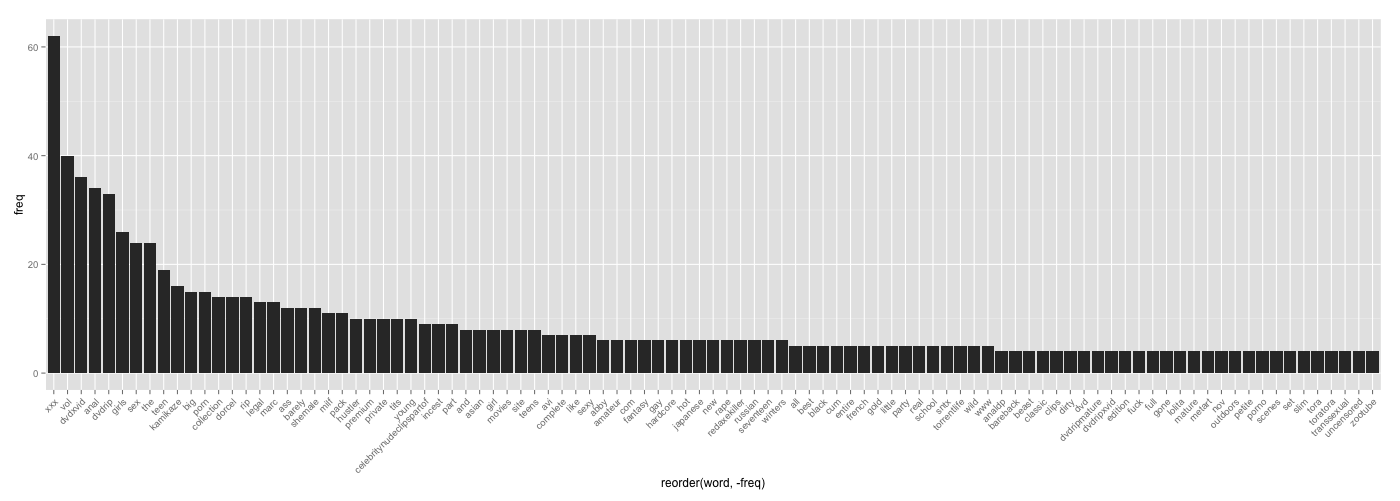 60
40
20
0
freq
xxx
vol
dvdxvid
anal
dvdrip
girls
sex
the
teen
kamikaze
big
porn
collection
dorcel
rip
legal
marc
ass
barely
shemale
milf
pack
hustler
premium
private
tits
young
celebritynudeclipspartof
incest
part
and
asian
girl
movies
site
teens
avi
complete
like
sexy
abby
amateur
com
fantasy
gay
hardcore
hot
japanese
new
rape
redaxekiller
russian
seventeen
winters
all
best
black
cum
entire
french
gold
little
party
real
school
sntx
torrentlife
wild
www
analdp
bareback
beast
classic
clips
dirty
dvd
dvdripmature
dvdripxvid
edition
fuck
full
gone
lolita
mature
metart
nov
outdoors
petite
porno
scenes
set
slim
tora
toratora
transsexual
uncensored
zootube
reorder(word, -freq)